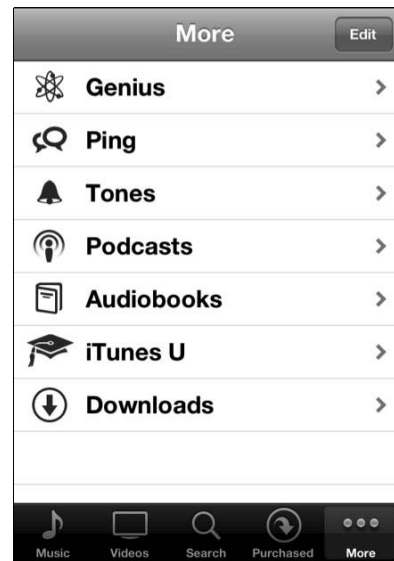 More
Edit
Genius
Ping
Tones
Podcasts
Audiobooks
iTunes U
Downloads
Music Videos Search Purchased More